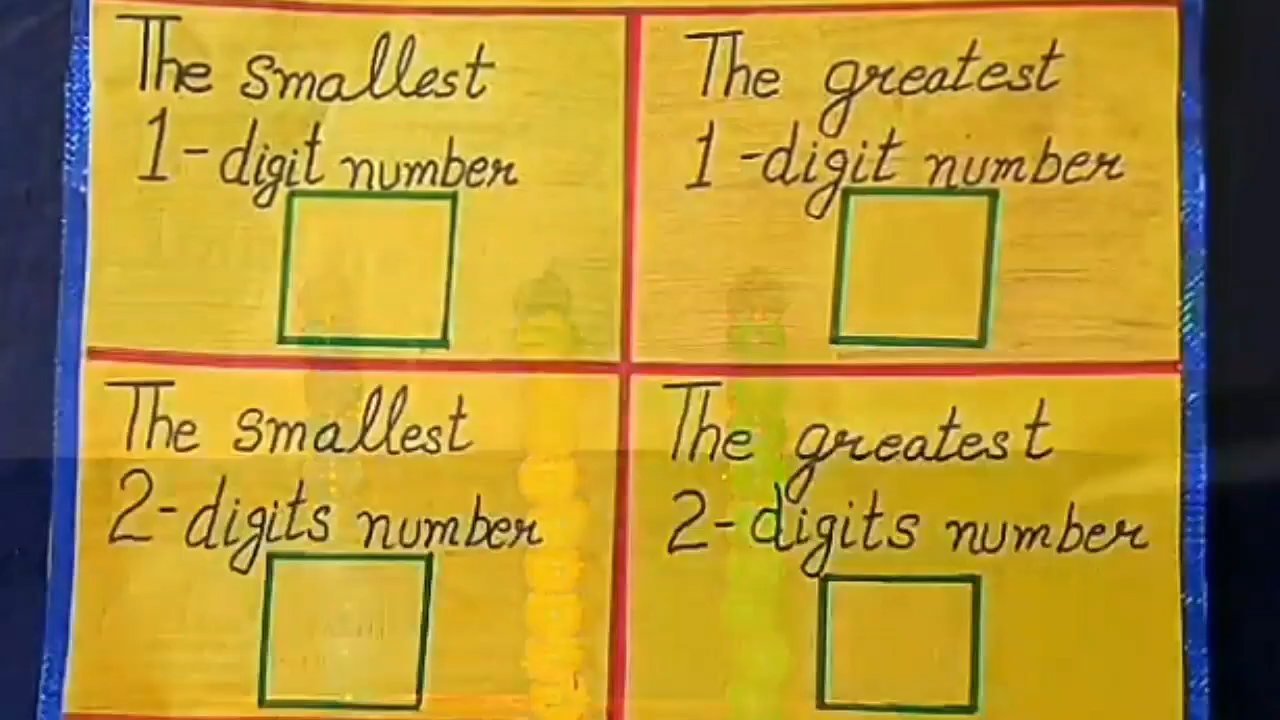 The smallest
1-digit number
The greatest
1-digit number
The smallest
2-digits number
The greatest
2-digits number